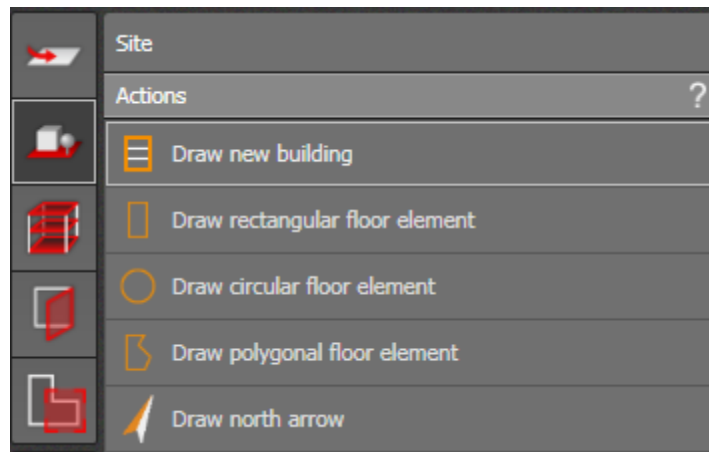 Site
Actions ?
Draw new building
Draw rectangular floor element
Draw circular floor element
Draw polygonal floor element
Draw north arrow